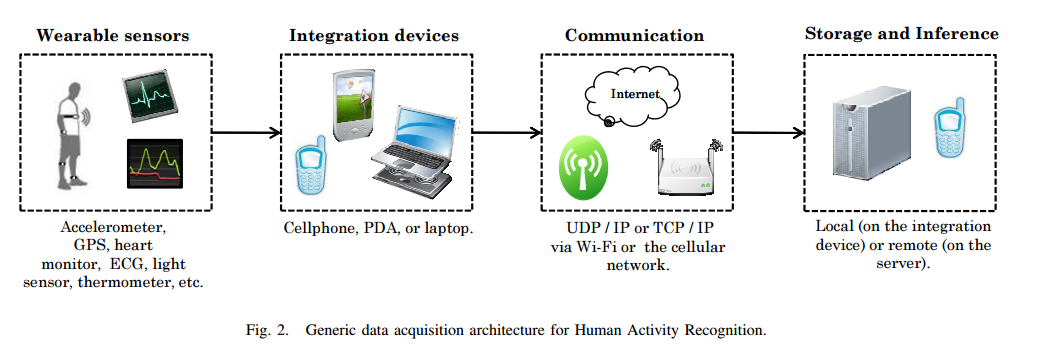 Wearable sensors
Accelerometer,
GPS, heart
monitor, ECG, light
sensor, thermometer, etc.
Integration devices
Cellphone, PDA, or laptop.
Communication
Internet
UDP / IP or TCP / IP
via Wi-Fi or the cellular
network.
Storage and Inference
Local (on the integration
device) or remote (on the
server).
Fig. 2. Generic data acquisition architecture for Human Activity Recognition.